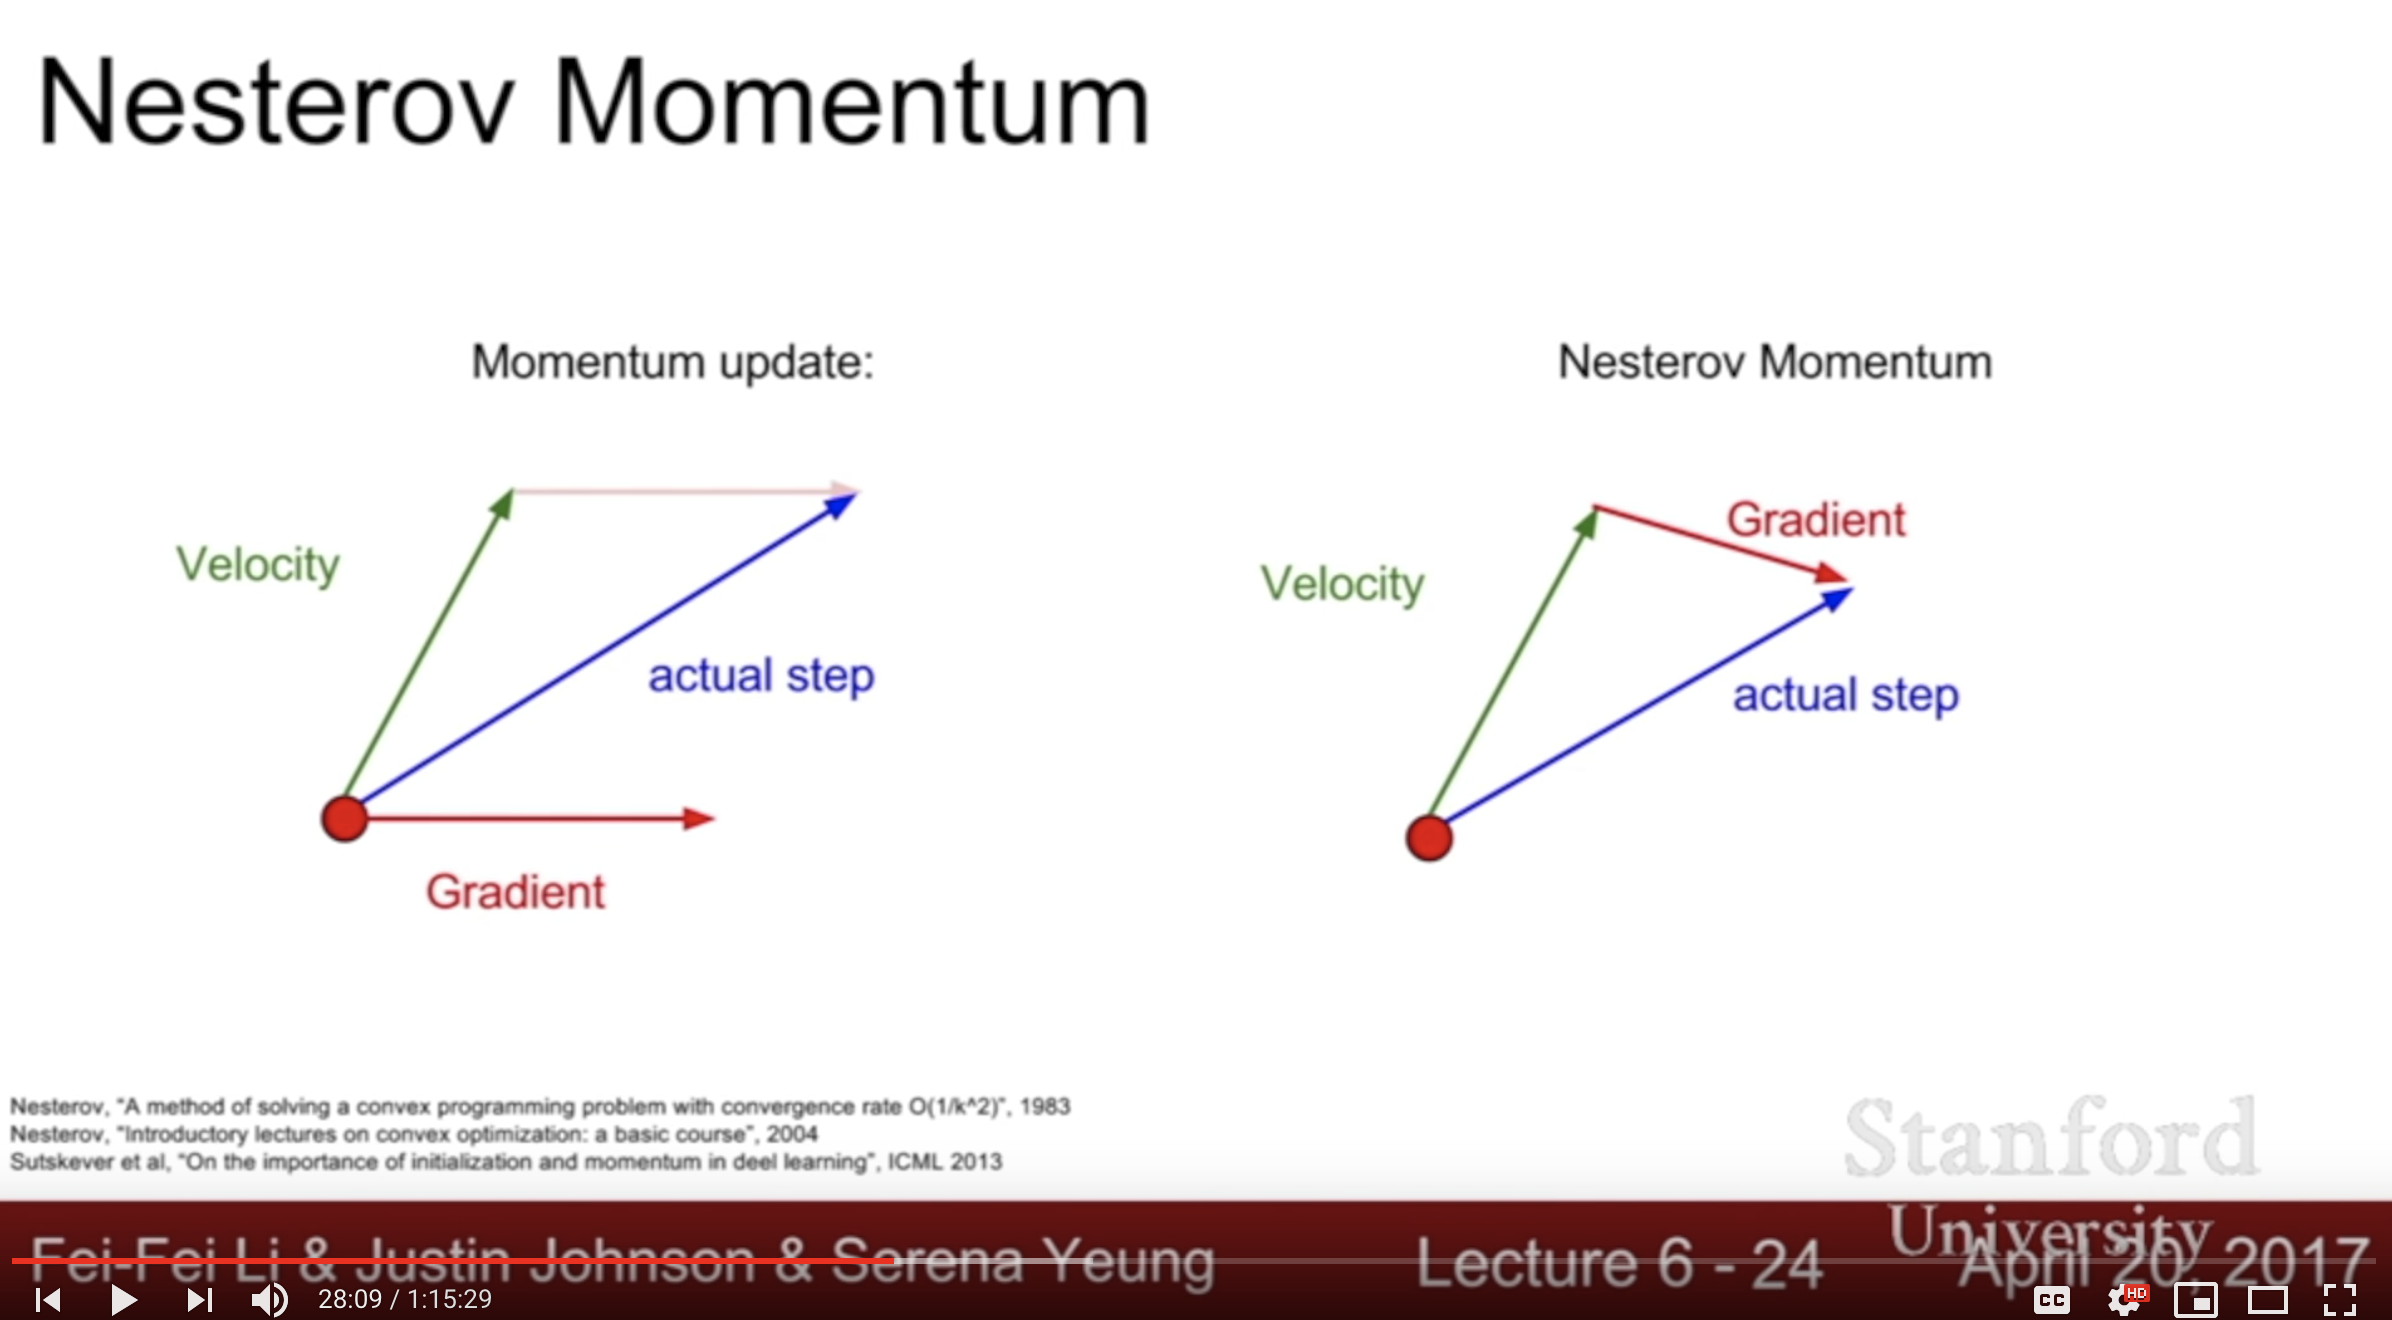 Nesterov Momentum
Momentum update:
Velocity
actual step
Gradient
Nesterov Momentum
Gradient
Velocity
actual step
Nesterov, "A method of solving a convex programming problem with convergence rate O(1/k^2)", 1983
Nesterov, "Introductory lectures on convex optimization: a basic course", 2004
Sutskever et al, "On the importance of initialization and momentum in deel learning", ICML 2013
Stanford
University
Fei-Fei Li & Justin Johnson & Serena Yeung
Lecture 6 - 24
April 20, 2017
28:09 / 1:15:29
CC
HD